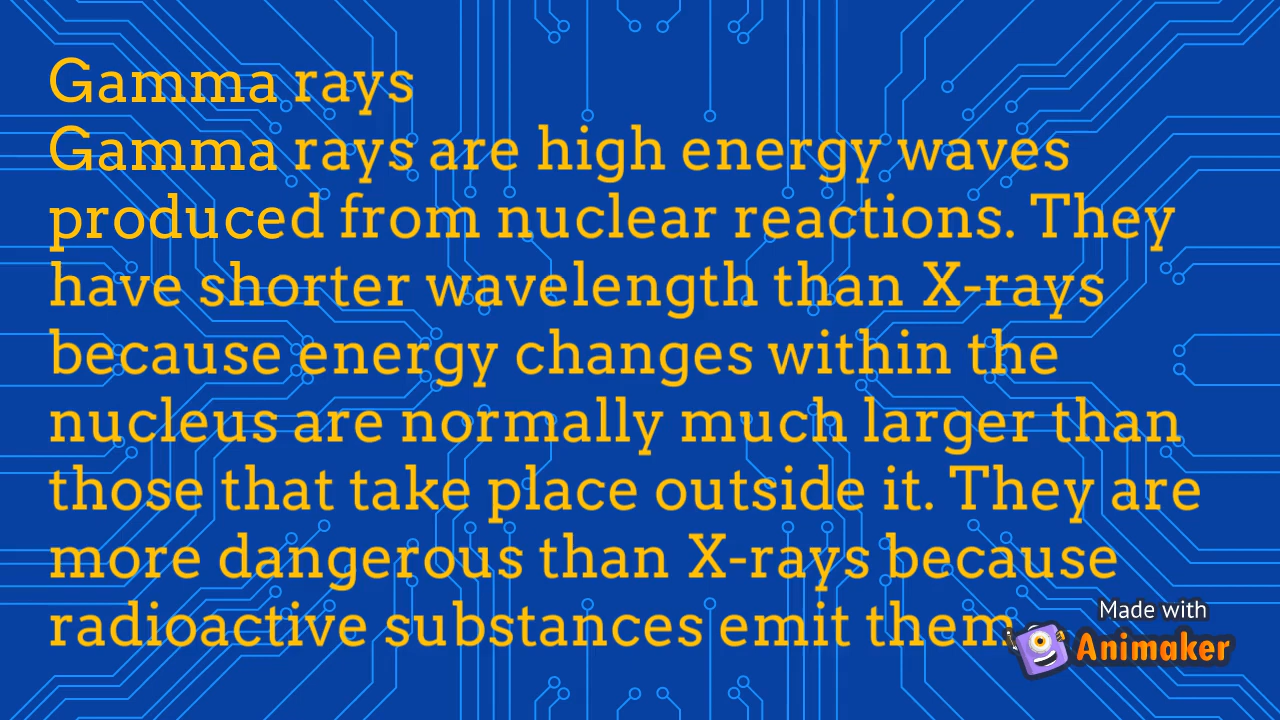 Gamma rays
Gamma rays are high energy waves
produced from nuclear reactions. They
have shorter wavelength than X-rays
because energy changes within the
nucleus are normally much larger than
those that take place outside it. They are
more dangerous than X-rays because
radioactive substances emit them
Made with
Animaker